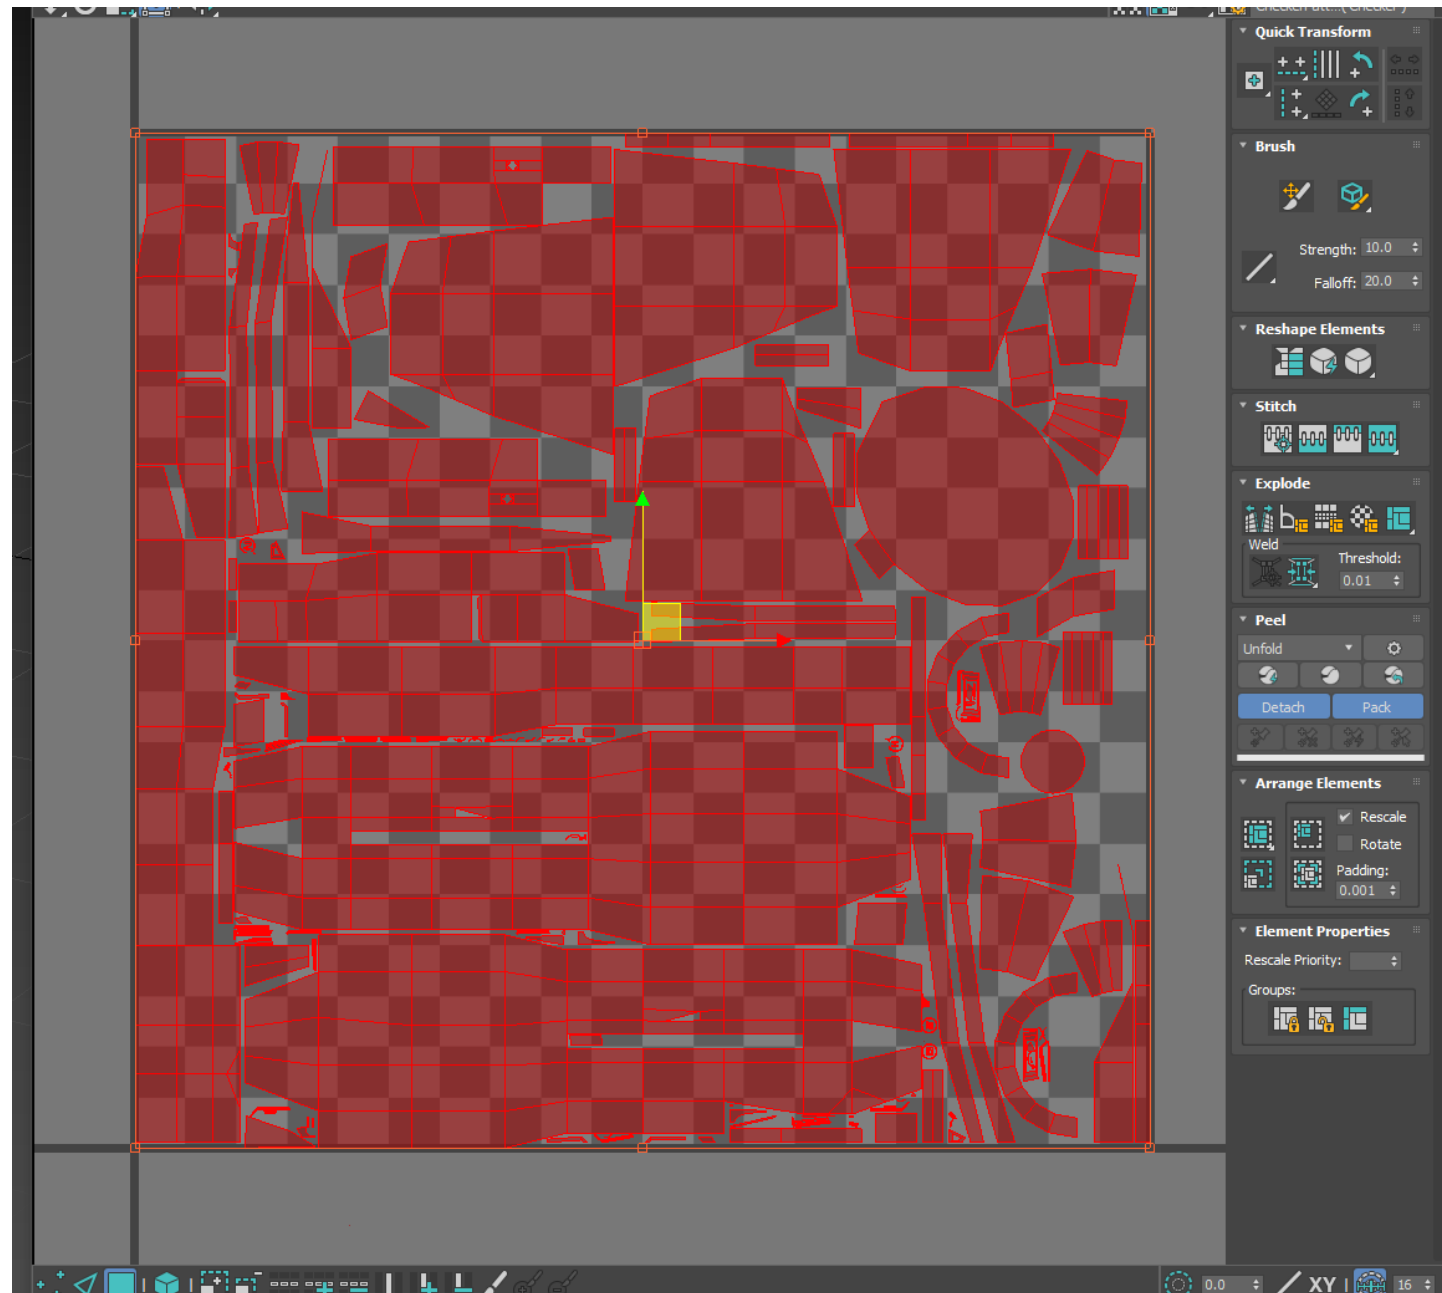 Quick Transform
Brush
Strength: 10.0
Falloff: 20.0
Reshape Elements
Stitch
Explode
Weld
Threshold:
0.01
Peel
Unfold
Detach Pack
Arrange Elements
Rescale
Rotate
Padding:
0.001
Element Properties
Rescale Priority:
Groups:
0.0 XY 16